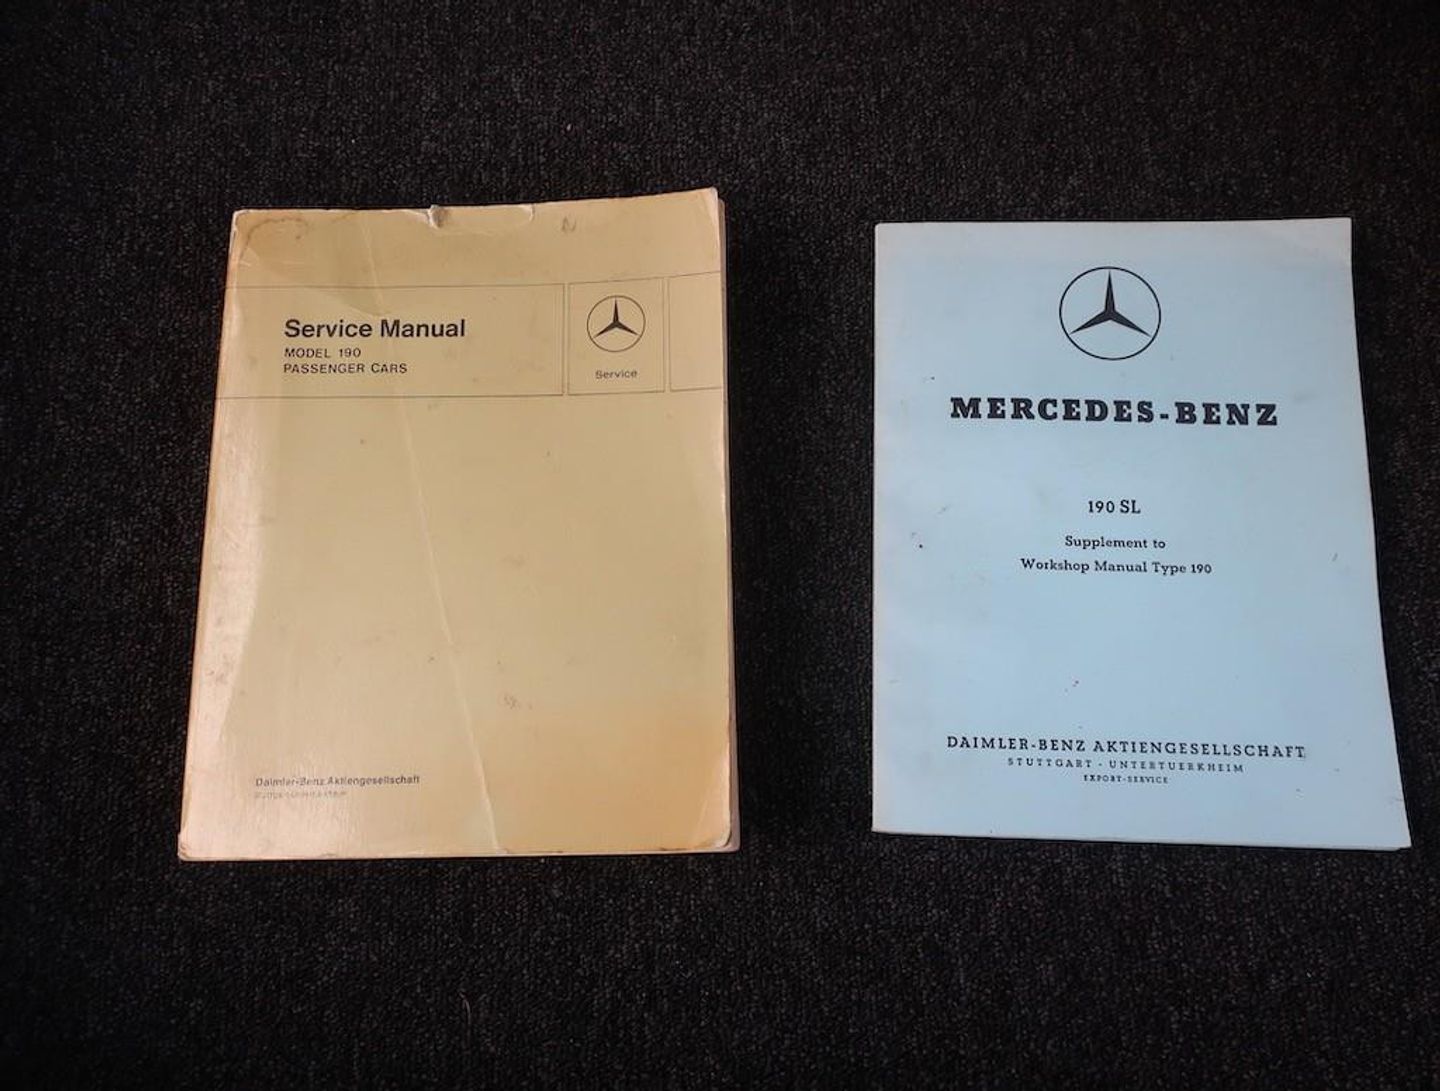 Service Manual
MODEL 190
PASSENGER CARS
Service
Daimler-Benz Aktiengesellschaft
MERCEDES-BENZ
190 SL
Supplement to
Workshop Manual Type 190
DAIMLER-BENZ AKTIENGESELLSCHAFT
STUTTGART - UNTERTUERKHEIM
EXPORT-SERVICE